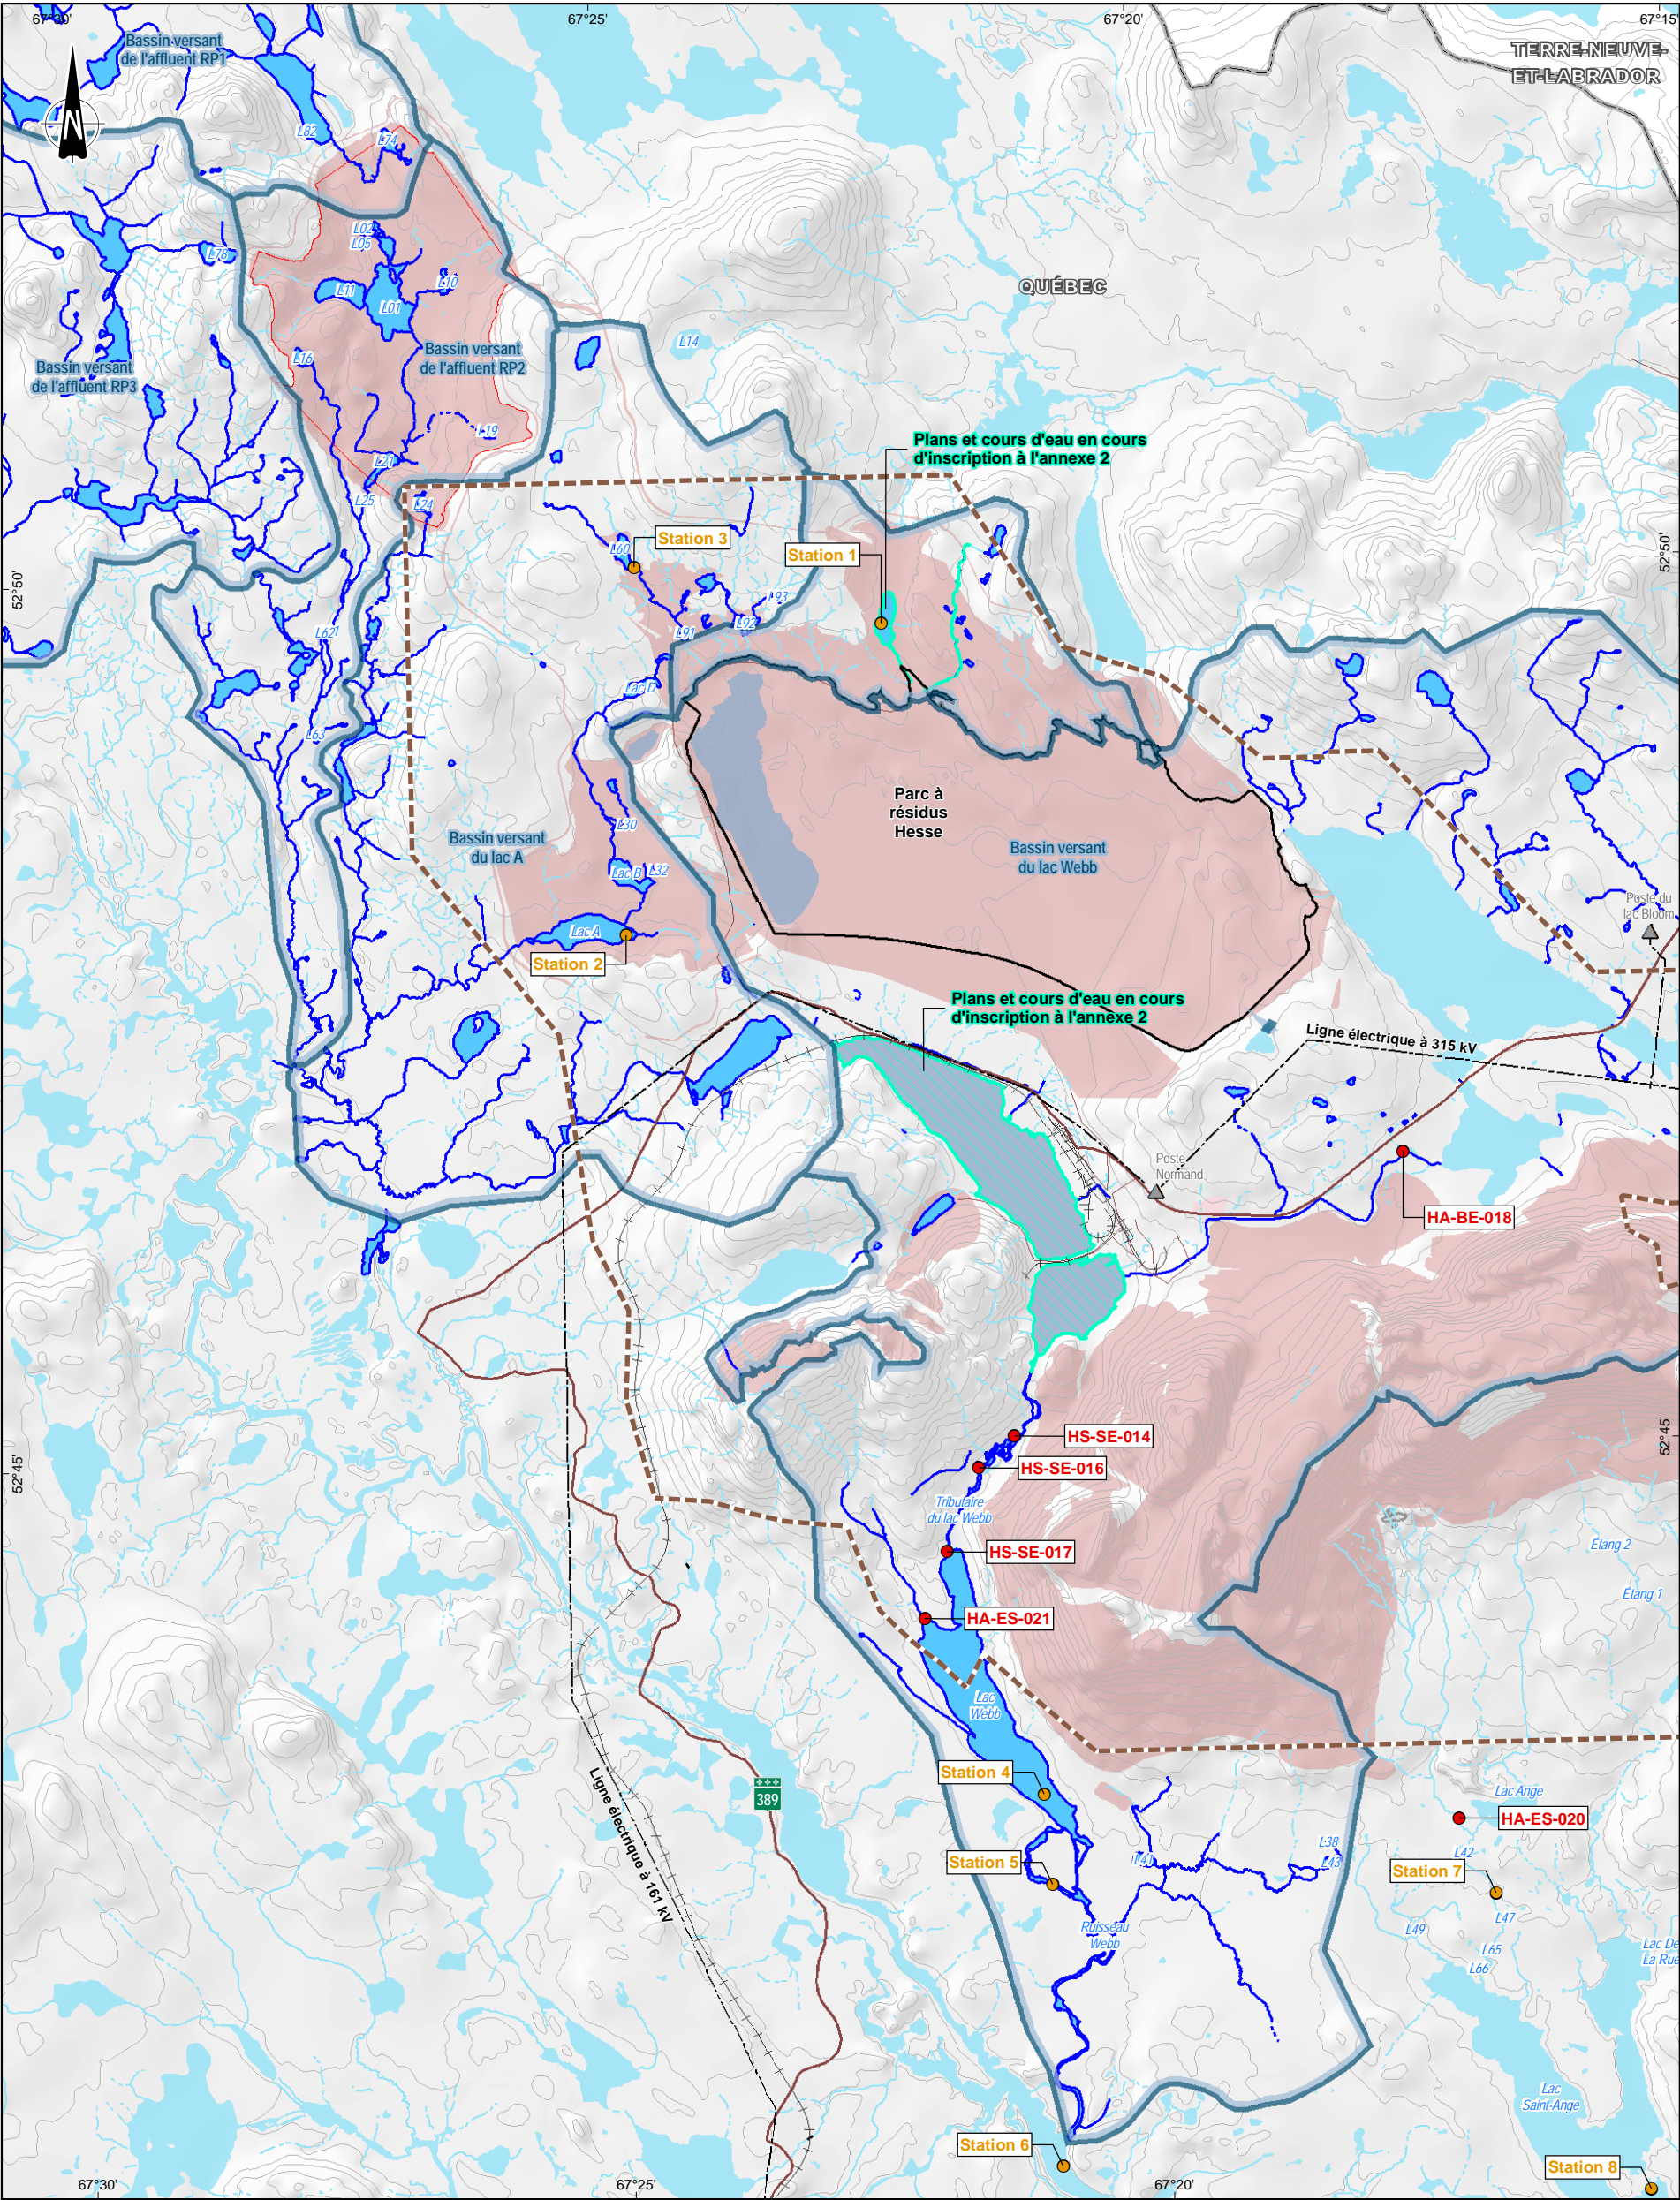 67°30'
67°25'
67°20'
67°15'
Bassin versant
de l'affluent RP1
TERRE-NEUVE-
ET-LABRADOR
N
L82
L74
L02
L05
L78
L11
L10
L01
QUÉBEC
L14
L16
Bassin versant
de l'affluent RP2
Bassin versant
de l'affluent RP3
L19
Plans et cours d'eau en cours
d'inscription à l'annexe 2
L21
L25
L24
Station 3
L60
Station 1
52°50'
52°50'
L93
L92
L91
L621
Lac D
L63
Parc à
résidus
Hesse
L30
Bassin versant
du lac A
Bassin versant
du lac Webb
Lac B
L32
Poste du
lac Bloom
Lac A
Station 2
Plans et cours d'eau en cours
d'inscription à l'annexe 2
Ligne électrique à 315 kV
Poste
Normand
HA-BE-018
HS-SE-014
HS-SE-016
52°45'
52°45'
Tributaire
du lac Webb
HS-SE-017
Étang 2
Étang 1
HA-ES-021
Lac
Webb
Station 4
389
Ligne électrique à 161 kV
Lac Ange
HA-ES-020
L38
L41
L43
L42
Station 5
Station 7
L47
Ruisseau
Webb
L49
L65
L66
Lac De
La Rue
Lac
Saint-Ange
Station 6
Station 8
67°30'
67°25'
67°20'